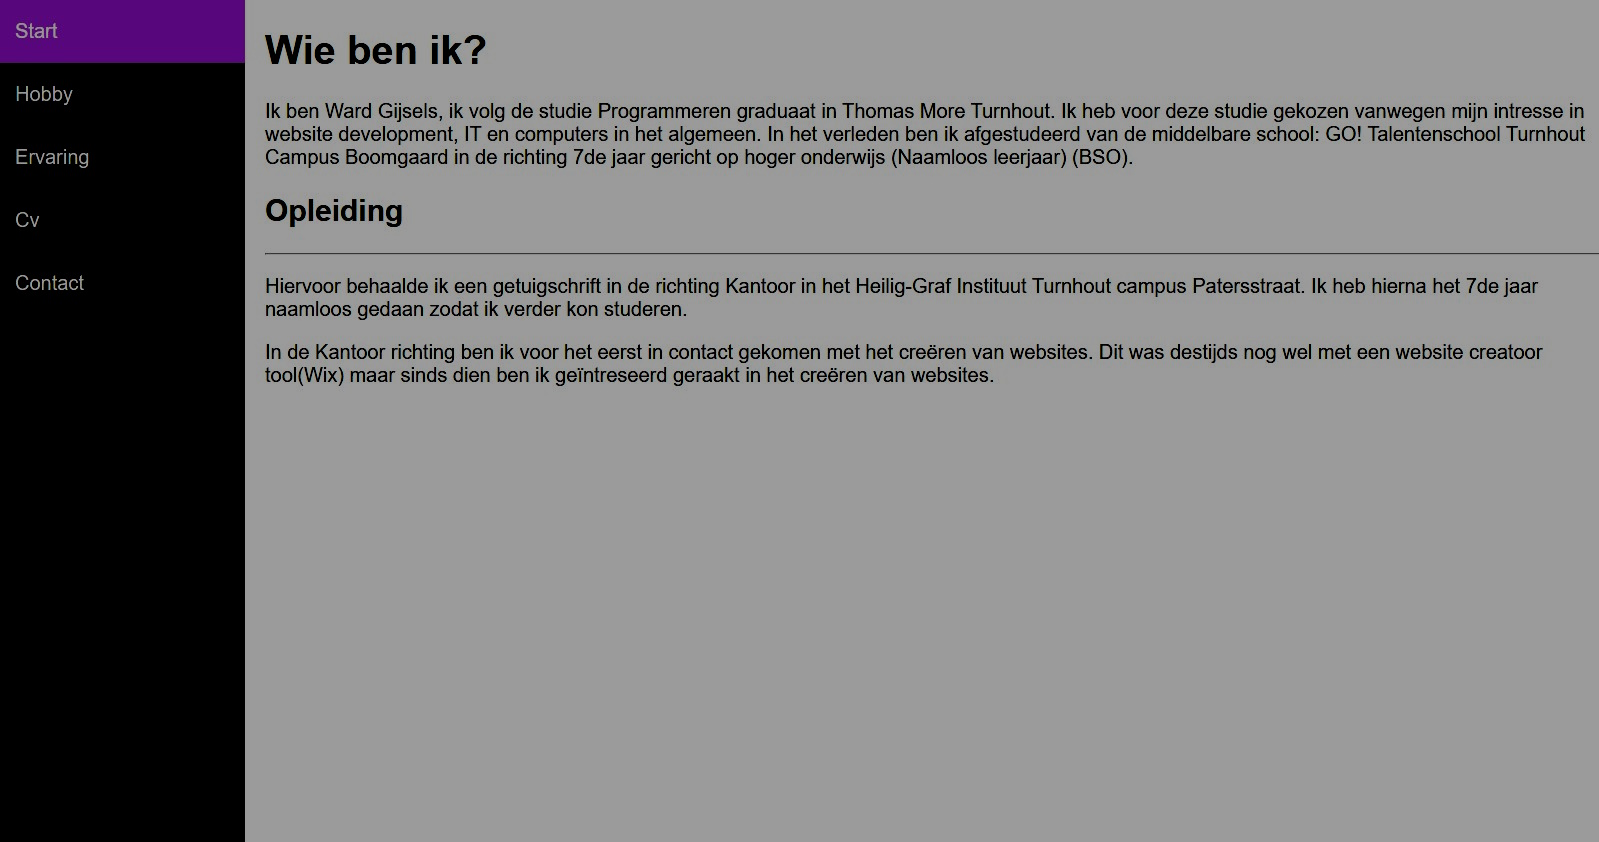 Start
Hobby
Ervaring
Cv
Contact
Wie ben ik?
Ik ben Ward Gijsels, ik volg de studie Programmeren graduaat in Thomas More Turnhout. Ik heb voor deze studie gekozen vanwegen mijn intresse in
website development, IT en computers in het algemeen. In het verleden ben ik afgestudeerd van de middelbare school: GO! Talentenschool Turnhout
Campus Boomgaard in de richting 7de jaar gericht op hoger onderwijs (Naamloos leerjaar) (BSO).
Opleiding
Hiervoor behaalde ik een getuigschrift in de richting Kantoor in het Heilig-Graf Instituut Turnhout campus Patersstraat. Ik heb hierna het 7de jaar
naamloos gedaan zodat ik verder kon studeren.
In de Kantoor richting ben ik voor het eerst in contact gekomen met het creëren van websites. Dit was destijds nog wel met een website creatoor
tool(Wix) maar sinds dien ben ik geïntreseerd geraakt in het creëren van websites.